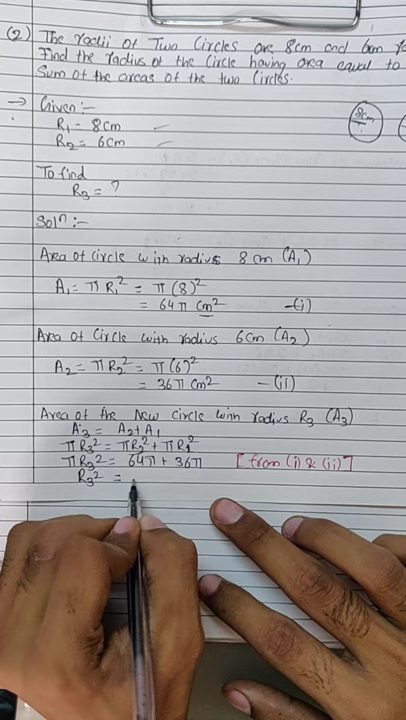 (2) The radii of Two Circles are 8cm and 6m
Find the radius of the Circle having area equal to
Sum of the areas of the two Circles.
→ Given :-
R₁ = 8cm
8cm
R₂ = 6cm
To find
R₃ = ?
Solⁿ :-
Area of circle with radius 8 cm (A₁)
A₁ = π R₁² = π (8)²
= 64 π cm² -(i)
Area of Circle with radius 6cm (A₂)
A₂ = π R₂² = π (6)²
= 36 π cm² - (ii)
Area of the New Circle with radius R₃ (A₃)
A₃ = A₂ + A₁
π R₃² = π R₂² + π R₁²
π R₃² = 64 π + 36 π [from (i) & (ii)]
R₃² =